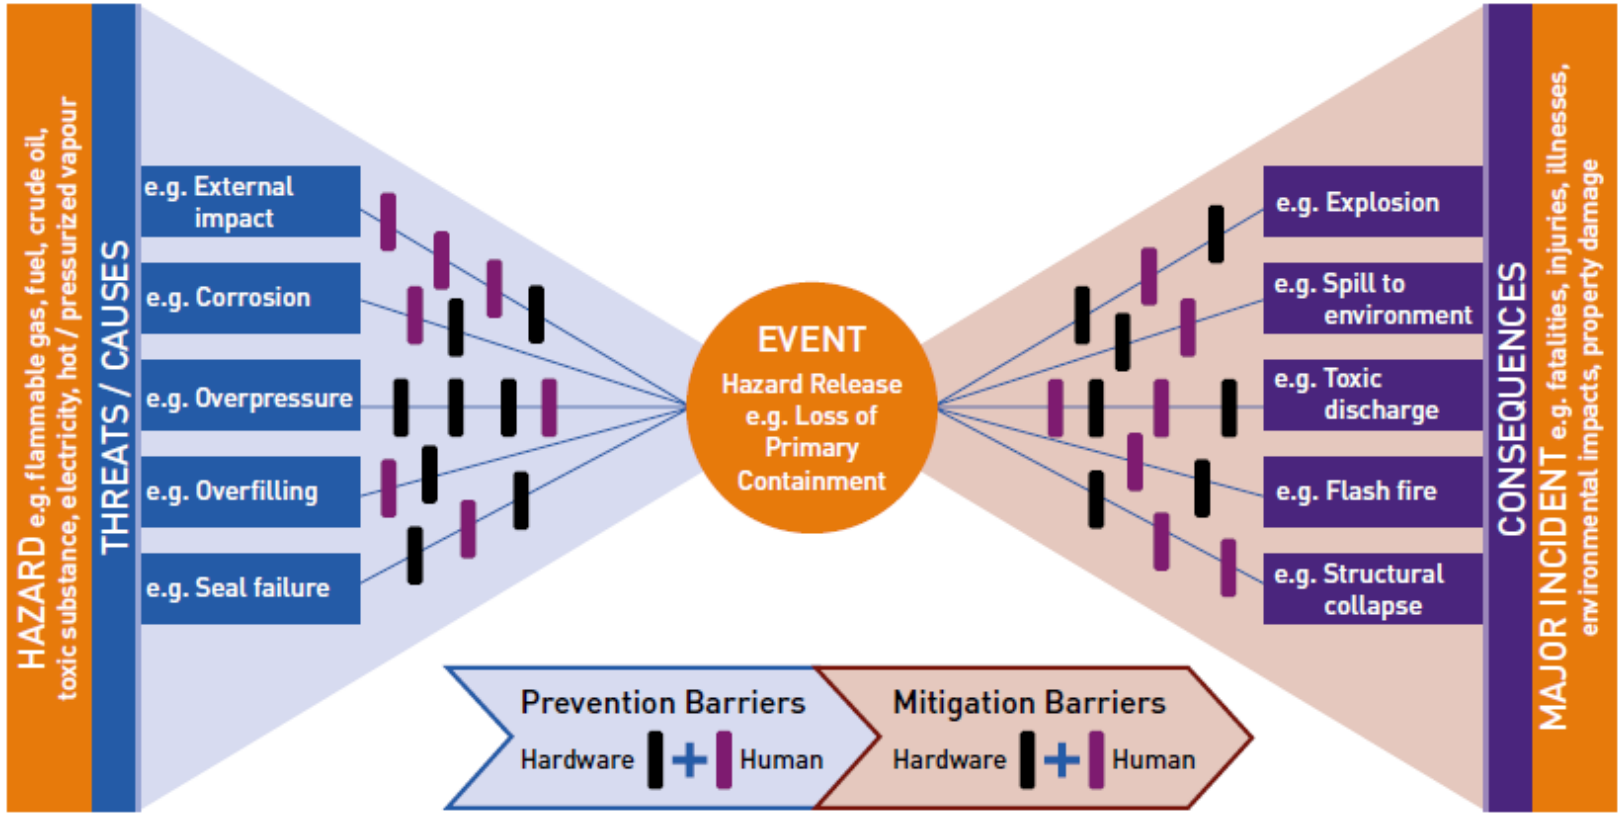 HAZARD e.g. flammable gas, fuel, crude oil,
toxic substance, electricity, hot / pressurized vapour
THREATS / CAUSES
e.g. External
impact
e.g. Corrosion
e.g. Overpressure
e.g. Overfilling
e.g. Seal failure
EVENT
Hazard Release
e.g. Loss of
Primary
Containment
e.g. Explosion
e.g. Spill to
environment
e.g. Toxic
discharge
e.g. Flash fire
e.g. Structural
collapse
CONSEQUENCES
MAJOR INCIDENT e.g. fatalities, injuries, illnesses,
environmental impacts, property damage
Prevention Barriers
Hardware + Human
Mitigation Barriers
Hardware + Human